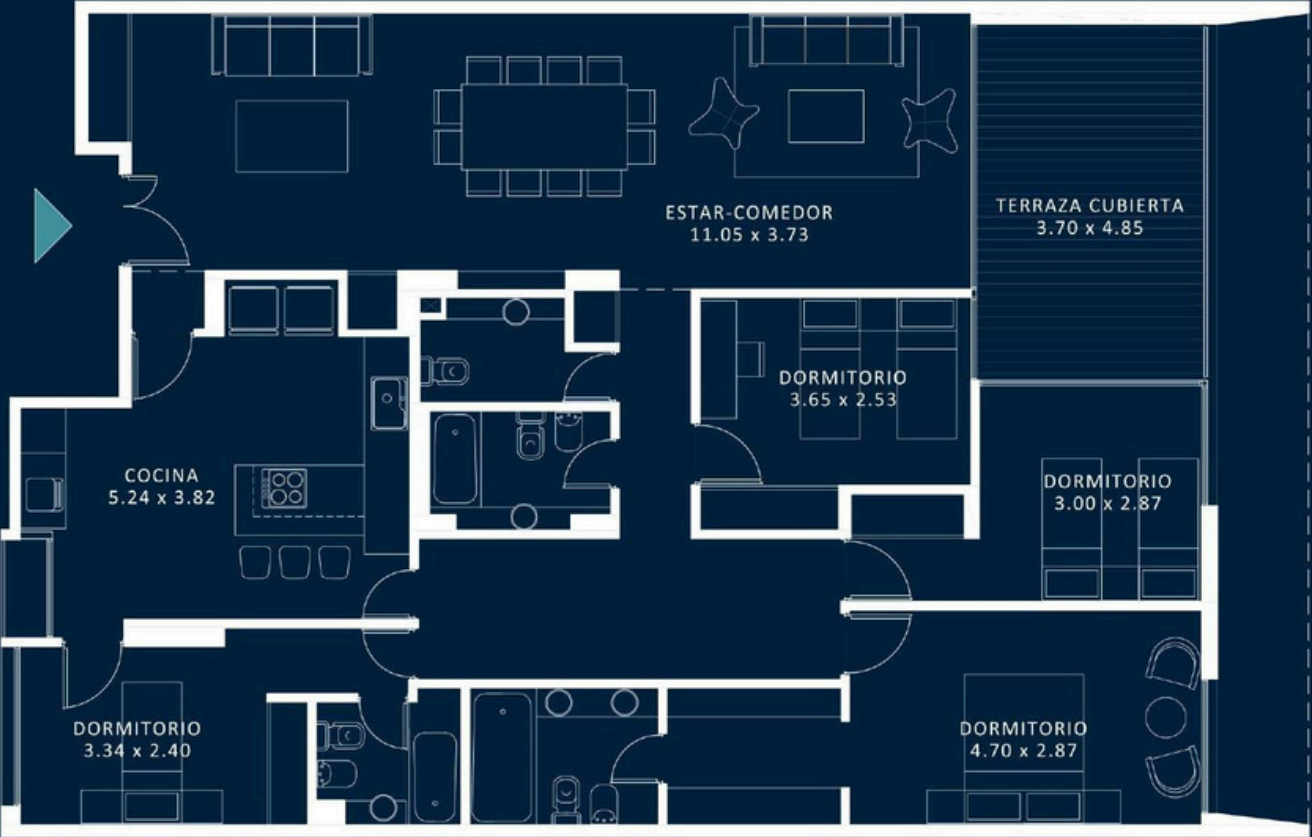 ESTAR-COMEDOR
11.05 x 3.73
TERRAZA CUBIERTA
3.70 x 4.85
DORMITORIO
3.65 x 2.53
COCINA
5.24 x 3.82
DORMITORIO
3.00 x 2.87
DORMITORIO
3.34 x 2.40
DORMITORIO
4.70 x 2.87